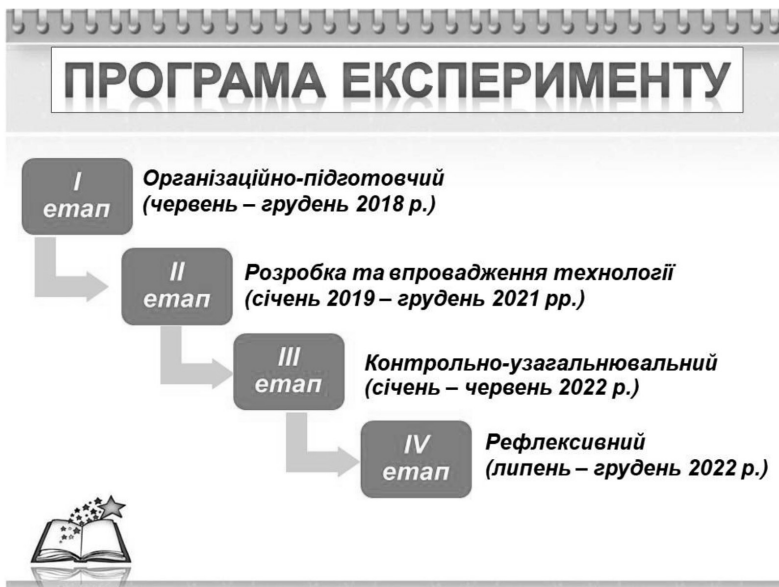 ПРОГРАМА ЕКСПЕРИМЕНТУ
I
етап
Організаційно-підготовчий
(червень – грудень 2018 р.)
II
етап
Розробка та впровадження технології
(січень 2019 – грудень 2021 рр.)
III
етап
Контрольно-узагальнювальний
(січень – червень 2022 р.)
IV
етап
Рефлексивний
(липень – грудень 2022 р.)